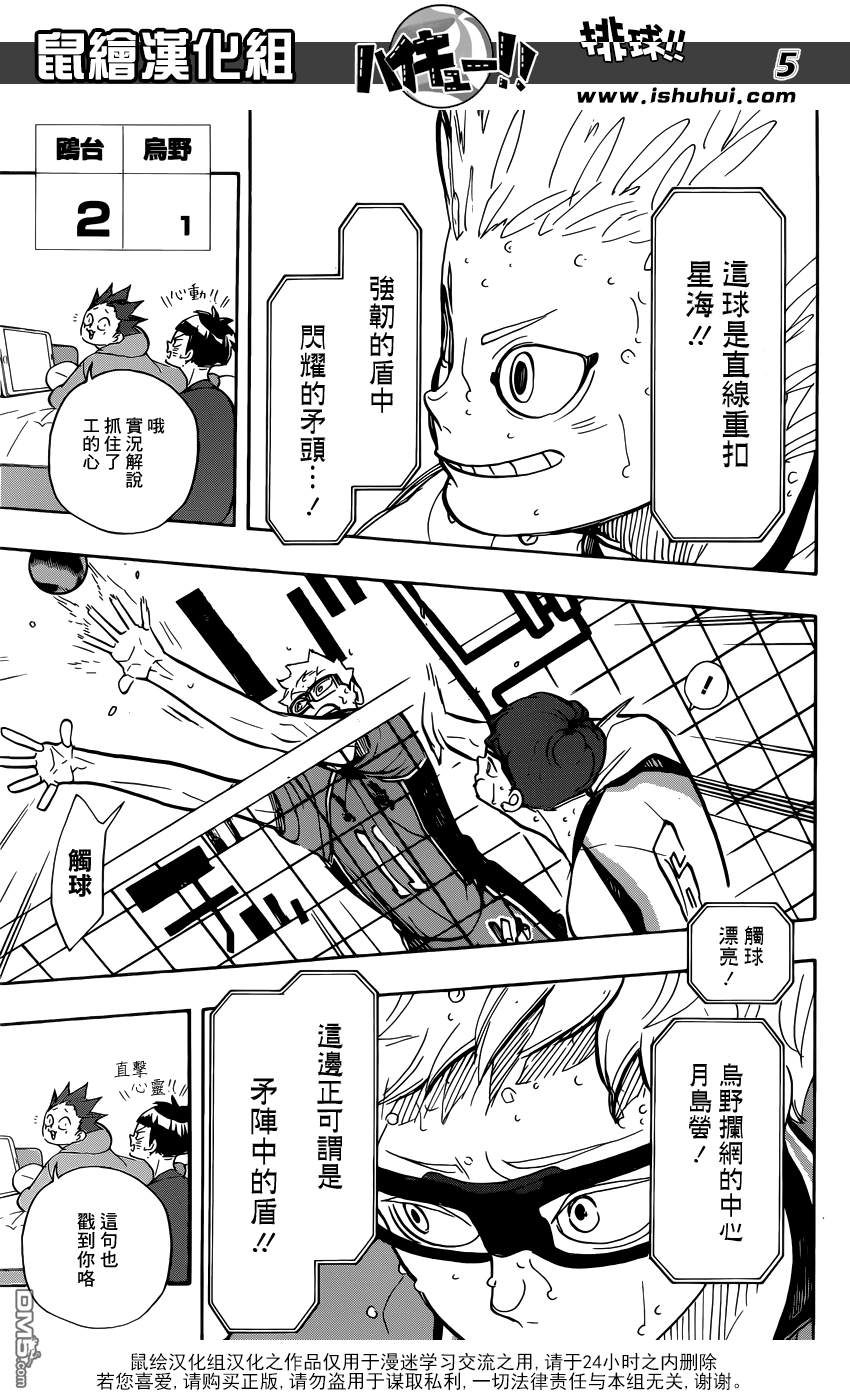 鼠繪漢化組
ハイキュー!!
排球!!
5
www.ishuhui.com
鷗台 烏野
2 1
這球是直線重扣
星海!!
強韌的盾中
閃耀的矛頭…!
心動
哦
實況解說
抓住了
工的心
!
觸球
觸球
漂亮!
烏野攔網的中心
月島螢!
這邊正可謂是
矛陣中的盾!!
直擊
心靈
這句也
戳到你咯
DM5.com
鼠绘汉化组汉化之作品仅用于漫迷学习交流之用, 请于24小时之内删除
若您喜爱, 请购买正版, 请勿用于谋取私利, 一切法律责任与本组无关, 谢谢。